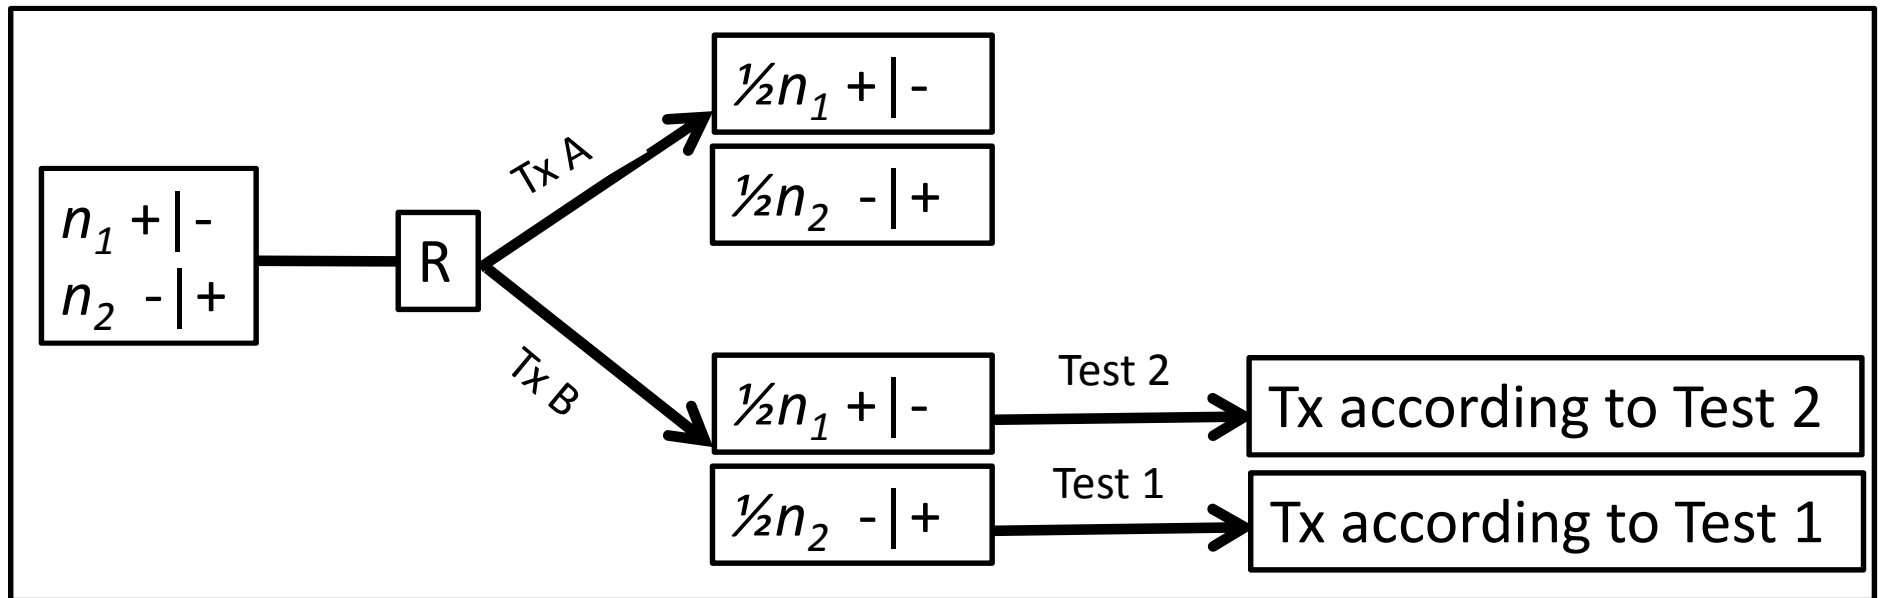 n₁ +|-
n₂ -|+
R
Tx A
Tx B
½n₁ +|-
½n₂ -|+
½n₁ +|-
½n₂ -|+
Test 2
Test 1
Tx according to Test 2
Tx according to Test 1